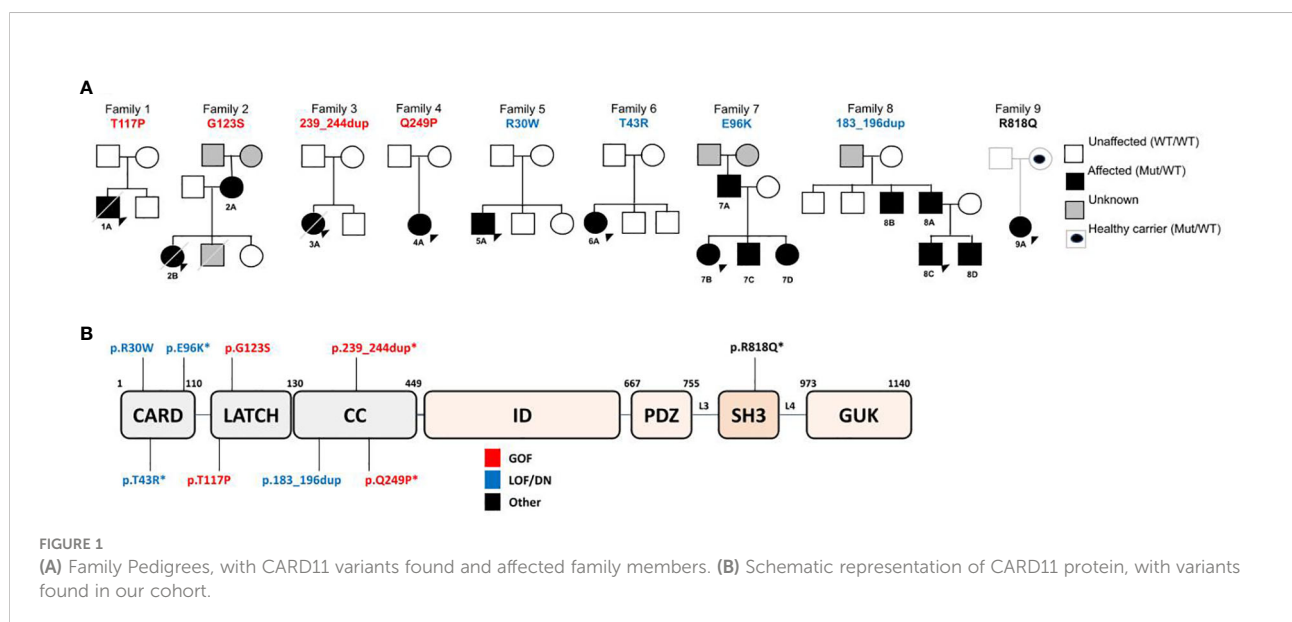 A
Family 1 Family 2 Family 3 Family 4 Family 5 Family 6 Family 7 Family 8 Family 9
T117P G123S 239_244dup Q249P R30W T43R E96K 183_196dup R818Q
Unaffected (WT/WT)
Affected (Mut/WT)
Unknown
Healthy carrier (Mut/WT)
2A 7A 8B 8A
1A 3A 4A 5A 6A 9A
2B 7B 7C 7D 8C 8D
B
p.R30W p.E96K* p.G123S p.239_244dup* p.R818Q*
1 110 130 449 667 755 L3 L4 973 1140
CARD LATCH CC ID PDZ SH3 GUK
p.T43R* p.T117P p.183_196dup p.Q249P*
GOF
LOF/DN
Other
FIGURE 1
(A) Family Pedigrees, with CARD11 variants found and affected family members. (B) Schematic representation of CARD11 protein, with variants
found in our cohort.